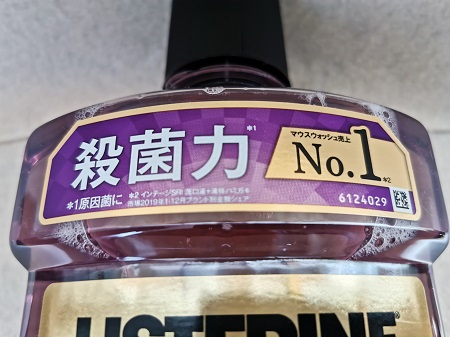 殺菌力※1
マウスウォッシュ売上
No.1※2
※1原因菌に
※2 インテージSRI 洗口液+液体ハミガキ
市場2019年1-12月ブランド別金額シェア
6124029
LISTERINE